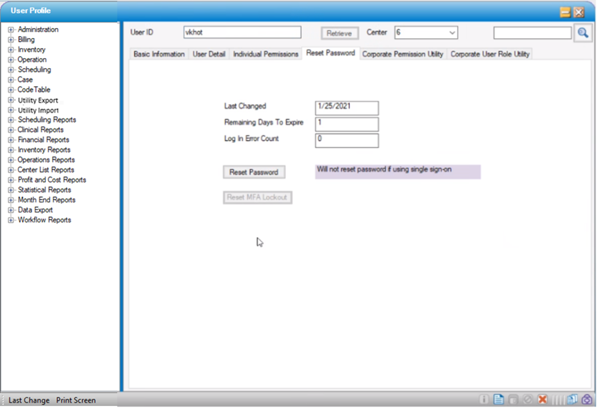 User Profile
User ID vkhot Retrieve Center 6
Basic Information User Detail Individual Permissions Reset Password Corporate Permission Utility Corporate User Role Utility
Administration
Billing
Inventory
Operation
Scheduling
Case
CodeTable
Utility Export
Utility Import
Scheduling Reports
Clinical Reports
Financial Reports
Inventory Reports
Operations Reports
Center List Reports
Profit and Cost Reports
Statistical Reports
Month End Reports
Data Export
Workflow Reports
Last Changed 1/25/2021
Remaining Days To Expire 1
Log In Error Count 0
Reset Password Will not reset password if using single sign-on
Reset MFA Lockout
Last Change Print Screen